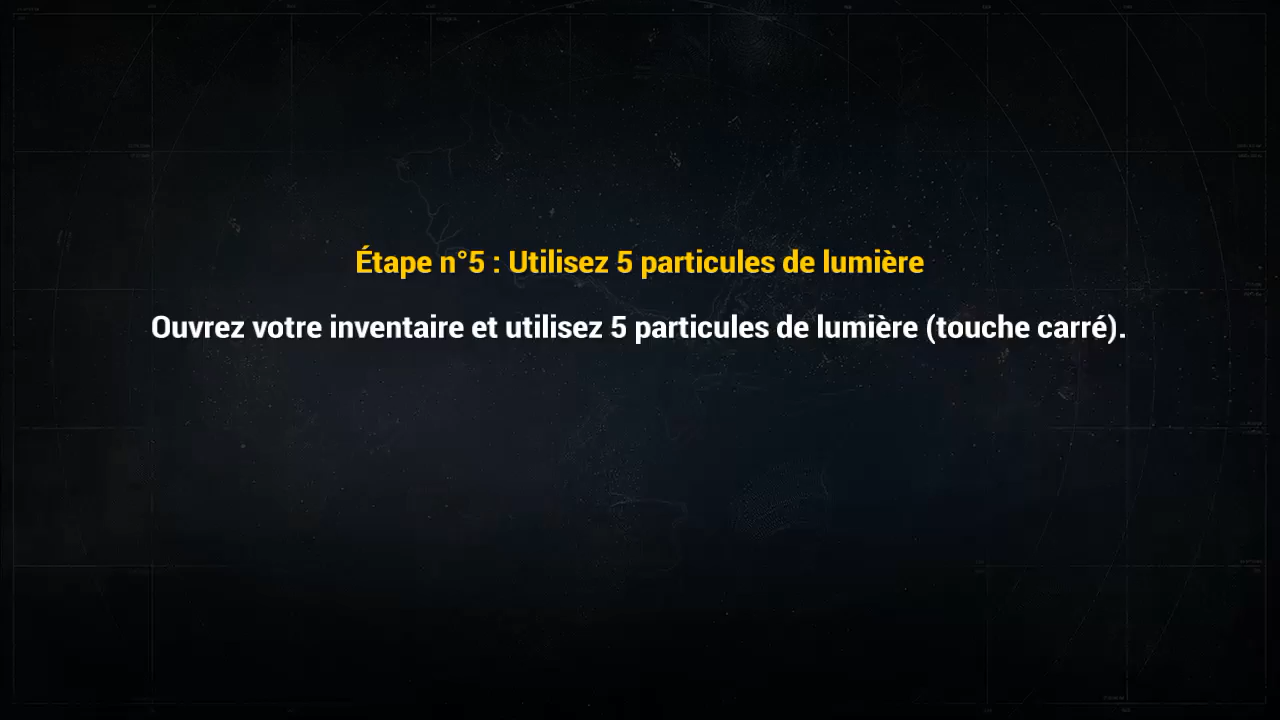 Étape n°5 : Utilisez 5 particules de lumière
Ouvrez votre inventaire et utilisez 5 particules de lumière (touche carré).